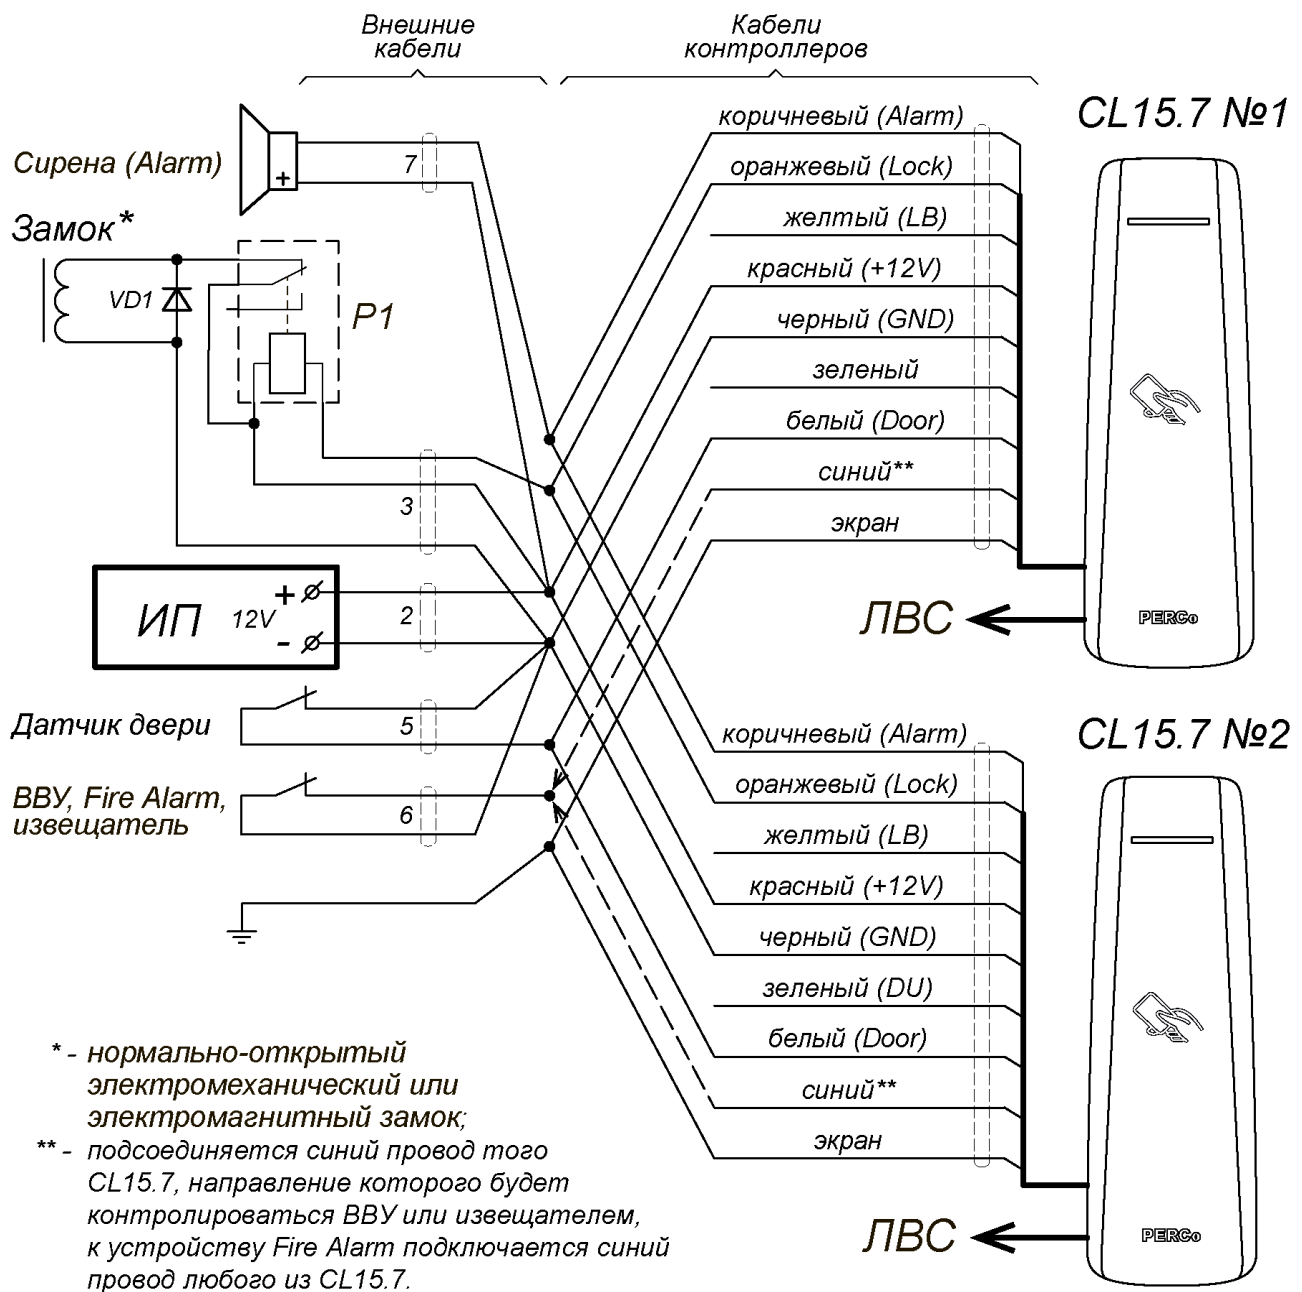 Внешние
кабели
Кабели
контроллеров
CL15.7 №1
коричневый (Alarm)
оранжевый (Lock)
желтый (LB)
красный (+12V)
черный (GND)
зеленый
белый (Door)
синий**
экран
Сирена (Alarm)
+
7
Замок*
VD1
P1
3
ИП
12V
+
-
2
ЛВС
PERCo
Датчик двери
5
ВВУ, Fire Alarm,
извещатель
6
CL15.7 №2
коричневый (Alarm)
оранжевый (Lock)
желтый (LB)
красный (+12V)
черный (GND)
зеленый (DU)
белый (Door)
синий**
экран
ЛВС
PERCo
* - нормально-открытый
электромеханический или
электромагнитный замок;
** - подсоединяется синий провод того
CL15.7, направление которого будет
контролироваться ВВУ или извещателем,
к устройству Fire Alarm подключается синий
провод любого из CL15.7.